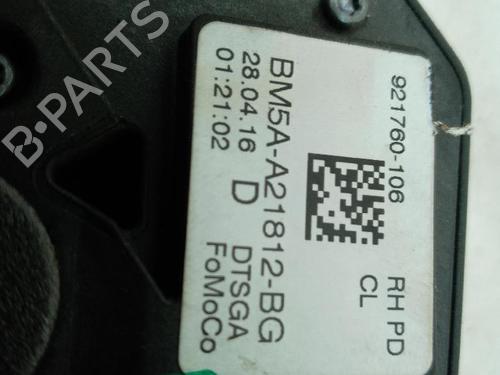 921760-106 RH PD
CL
BM5A-A21812-BG
28.04.16 D DTSGA
01:21:02 FoMoCo
B-PARTS